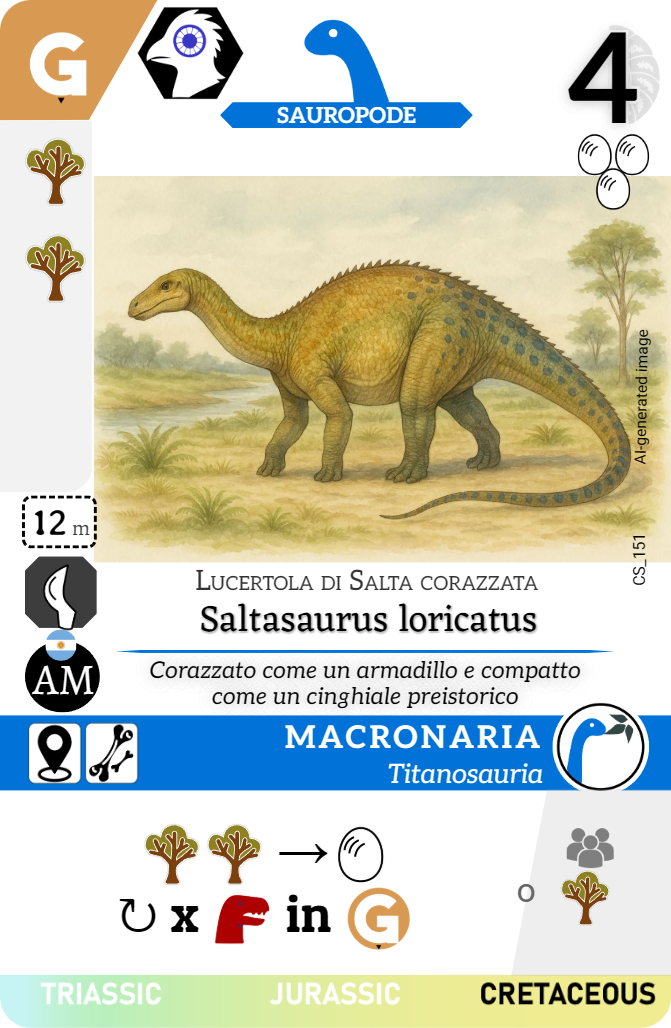 G
SAUROPODE
4
12 m
AI-generated image
CS_151
AM
Lucertola di Salta corazzata
Saltasaurus loricatus
Corazzato come un armadillo e compatto
come un cinghiale preistorico
MACRONARIA
Titanosauria
→
o
↻ x in G
TRIASSIC JURASSIC CRETACEOUS